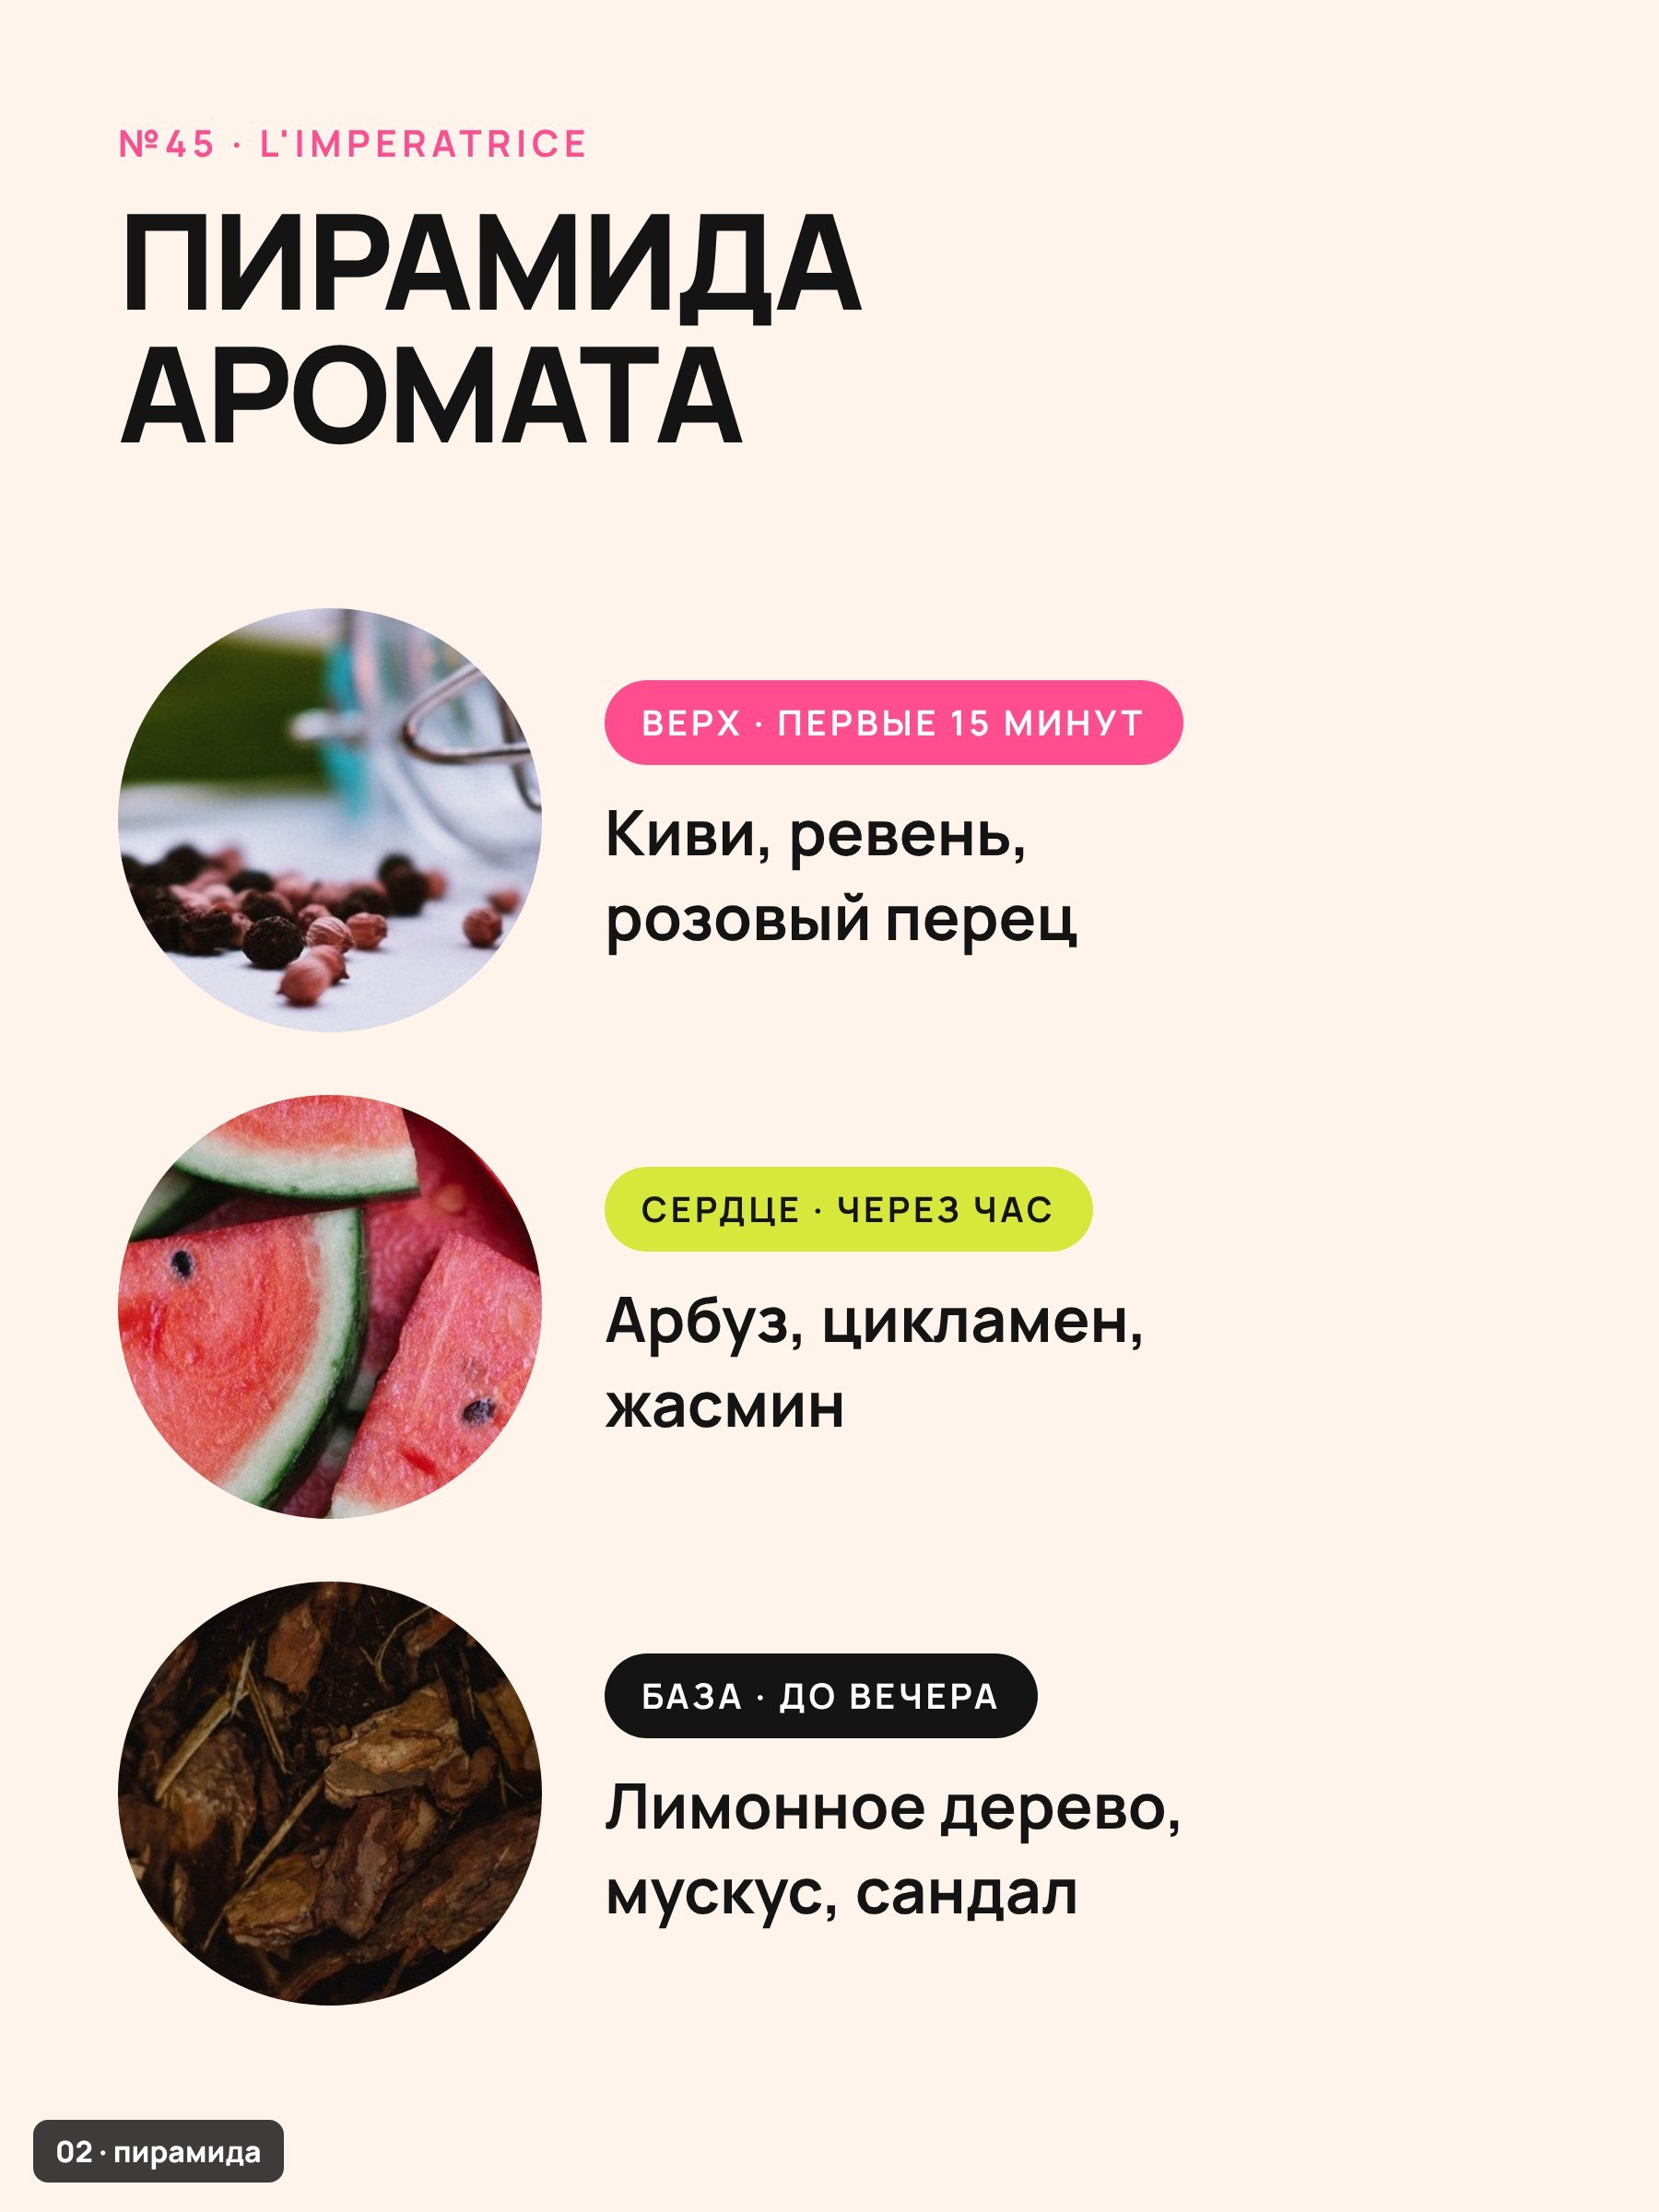 №45 · L'IMPERATRICE
ПИРАМИДА
АРОМАТА
ВЕРХ · ПЕРВЫЕ 15 МИНУТ
Киви, ревень,
розовый перец
СЕРДЦЕ · ЧЕРЕЗ ЧАС
Арбуз, цикламен,
жасмин
БАЗА · ДО ВЕЧЕРА
Лимонное дерево,
мускус, сандал
02 · пирамида